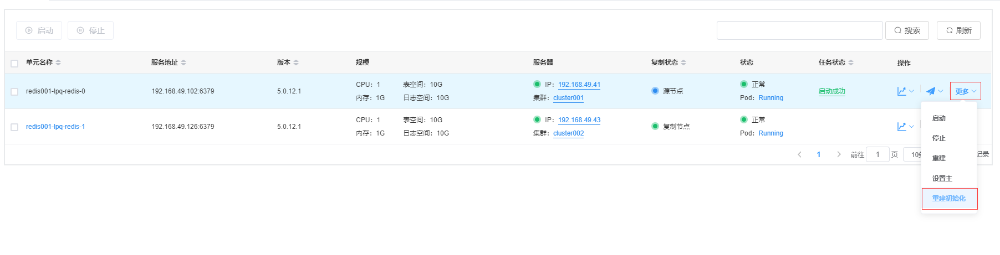 启动 停止 搜索 刷新
单元名称 服务地址 版本 规模 服务器 复制状态 状态 任务状态 操作
redis001-lpq-redis-0 192.168.49.102:6379 5.0.12.1 CPU：1 表空间：10G IP：192.168.49.41 源节点 正常 启动成功 更多
内存：1G 日志空间：10G 集群：cluster001 Pod：Running
redis001-lpq-redis-1 192.168.49.126:6379 5.0.12.1 CPU：1 表空间：10G IP：192.168.49.43 复制节点 正常
内存：1G 日志空间：10G 集群：cluster002 Pod：Running
1 前往 1 页 10 记录
启动
停止
重建
设置主
重建初始化